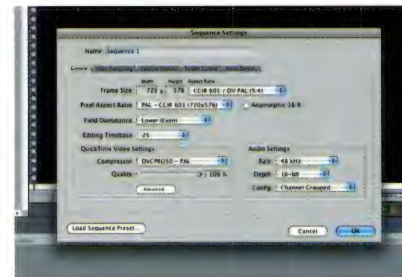 Sequence Settings
Name: Sequence 1
General Video Processing
Width Height Aspect Ratio
Frame Size: 720 x 576 CCIR 601 / DV PAL (5:4)
Pixel Aspect Ratio: PAL - CCIR 601 (720x576) Anamorphic 16:9
Field Dominance: Lower (Even)
Editing Timebase: 25
QuickTime Video Settings
Compressor: DVCPRO50 - PAL
Quality: 100 %
Advanced
Audio Settings
Rate: 48 kHz
Depth: 16-bit
Config: Channel Grouped
Load Sequence Preset...
Cancel
OK